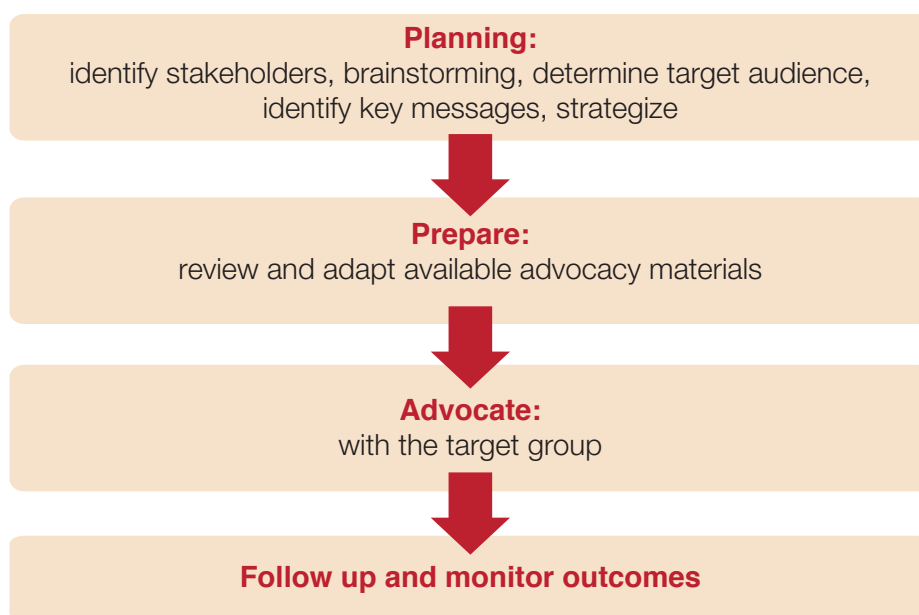 Planning:
identify stakeholders, brainstorming, determine target audience,
identify key messages, strategize
Prepare:
review and adapt available advocacy materials
Advocate:
with the target group
Follow up and monitor outcomes